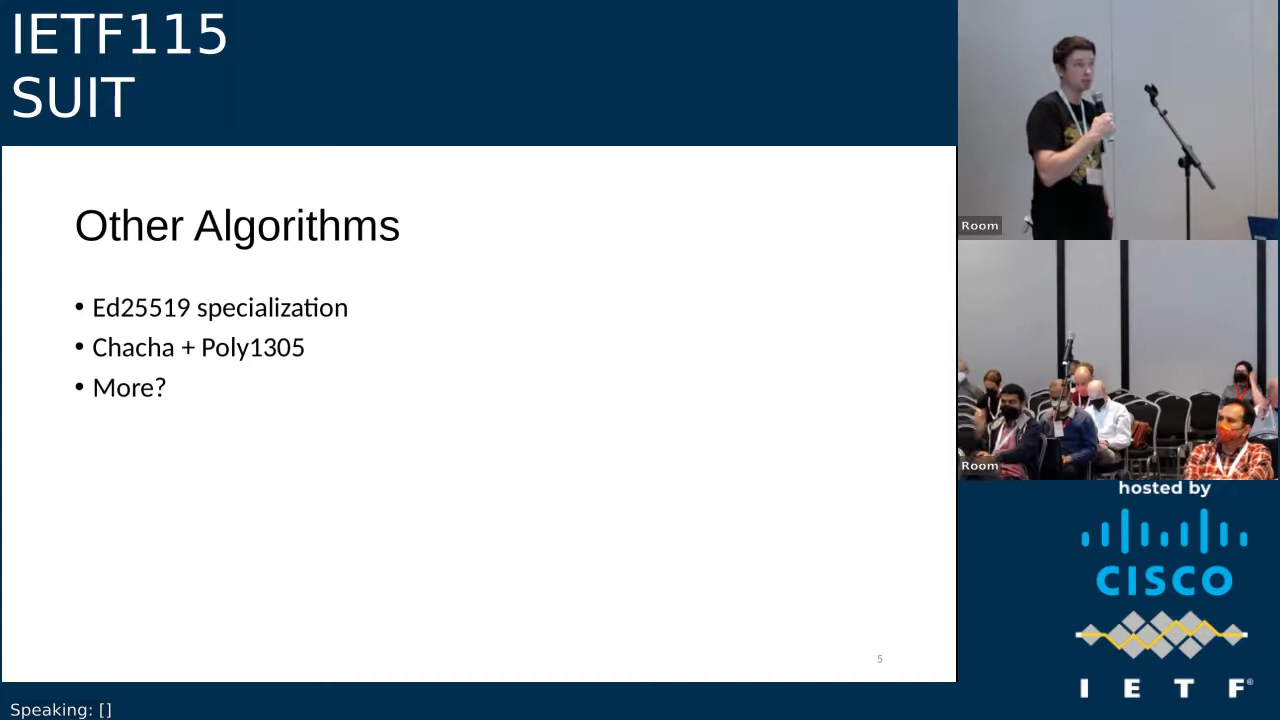 IETF115
SUIT
Other Algorithms
• Ed25519 specialization
• Chacha + Poly1305
• More?
5
Speaking: []
Room
Room
hosted by
CISCO
I E T F®